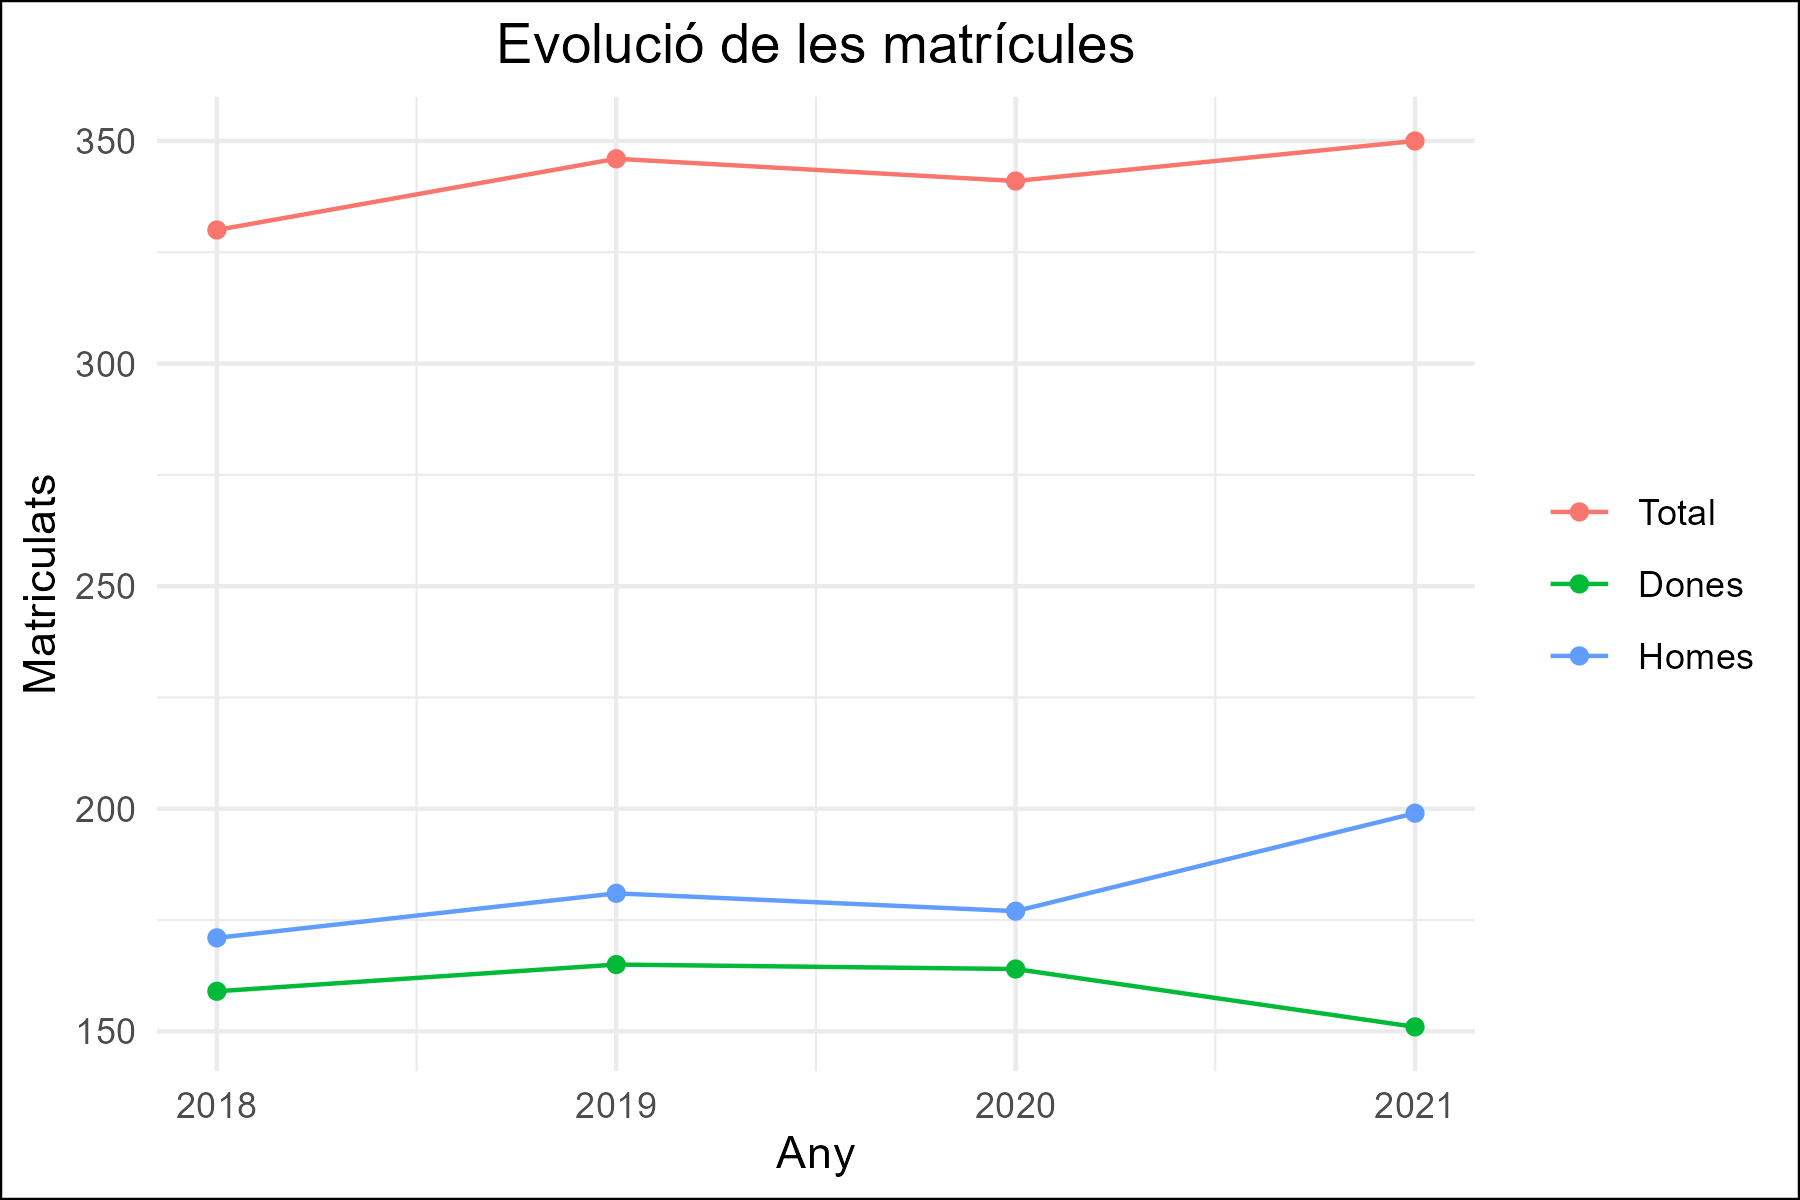 Evolució de les matrícules
350
300
250
200
150
Matriculats
2018 2019 2020 2021
Any
Total
Dones
Homes